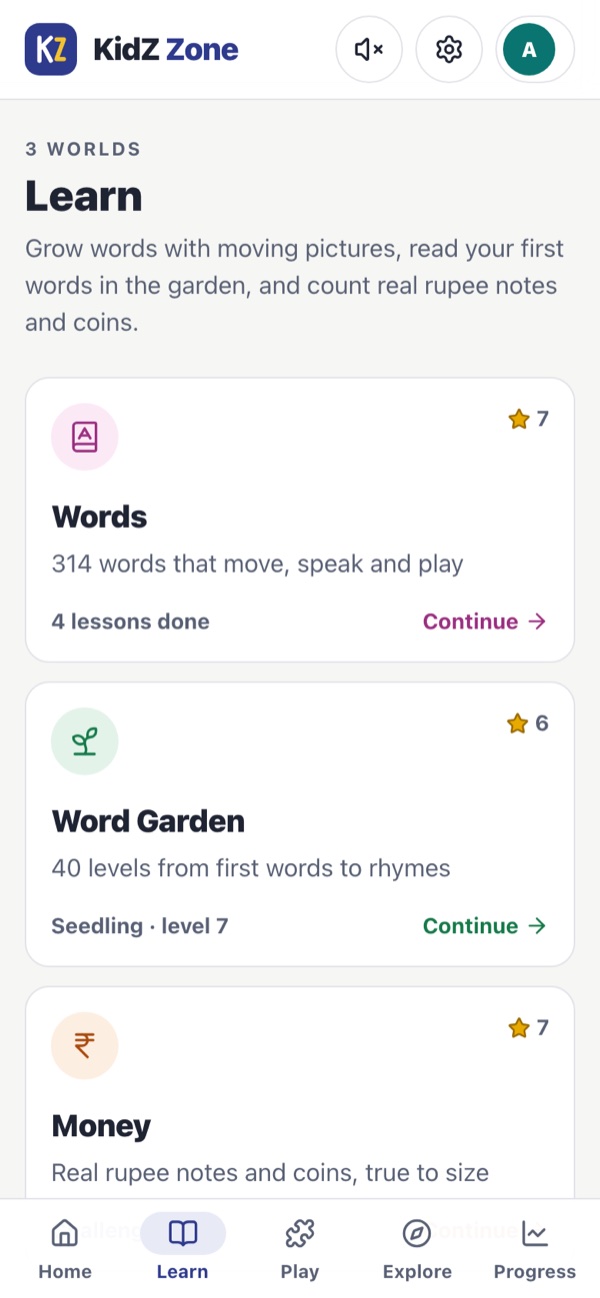 KZ KidZ Zone
A
3 WORLDS
Learn
Grow words with moving pictures, read your first
words in the garden, and count real rupee notes
and coins.
7
Words
314 words that move, speak and play
4 lessons done Continue →
6
Word Garden
40 levels from first words to rhymes
Seedling · level 7 Continue →
₹
7
Money
Real rupee notes and coins, true to size
Home Learn Play Explore Progress